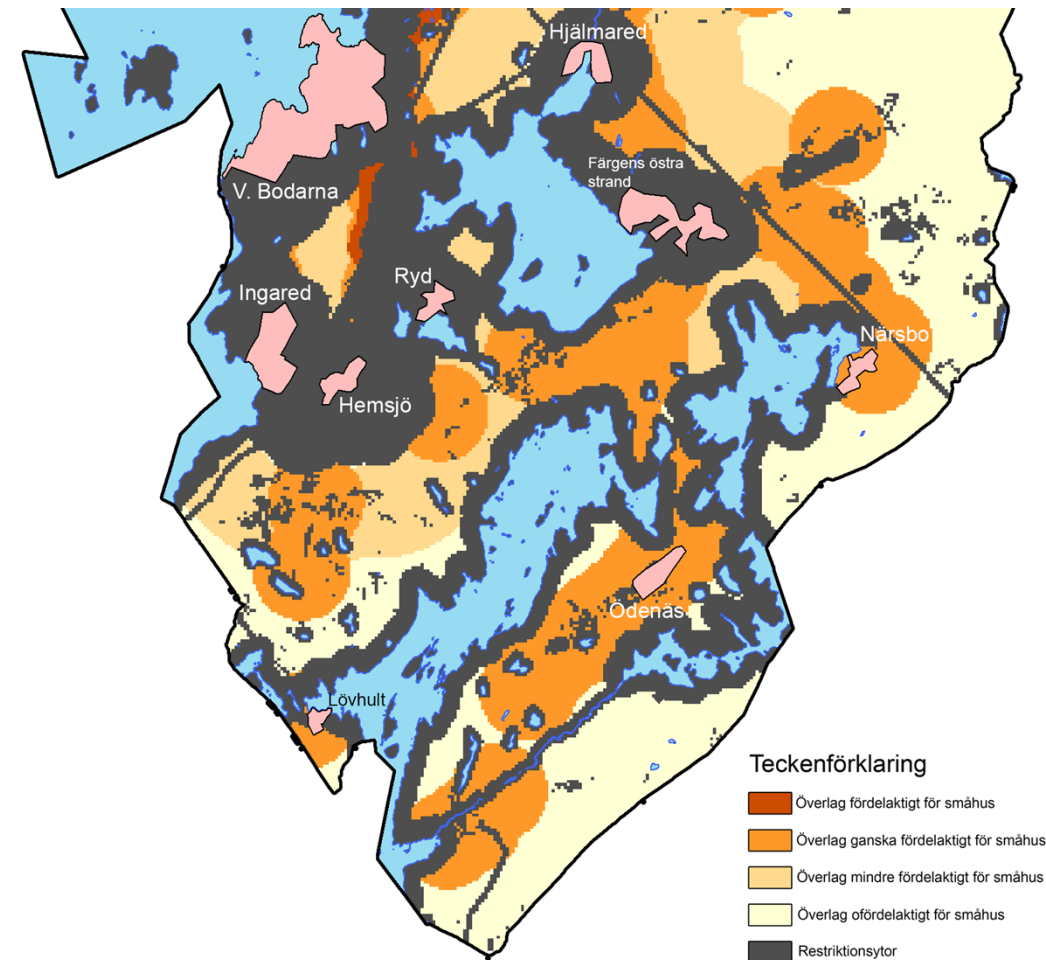 Hjälmared
Färgens östra
strand
V. Bodarna
Ryd
Ingared
Närsbo
Hemsjö
Ödenäs
Lövhult
Teckenförklaring
Överlag fördelaktigt för småhus
Överlag ganska fördelaktigt för småhus
Överlag mindre fördelaktigt för småhus
Överlag ofördelaktigt för småhus
Restriktionsytor